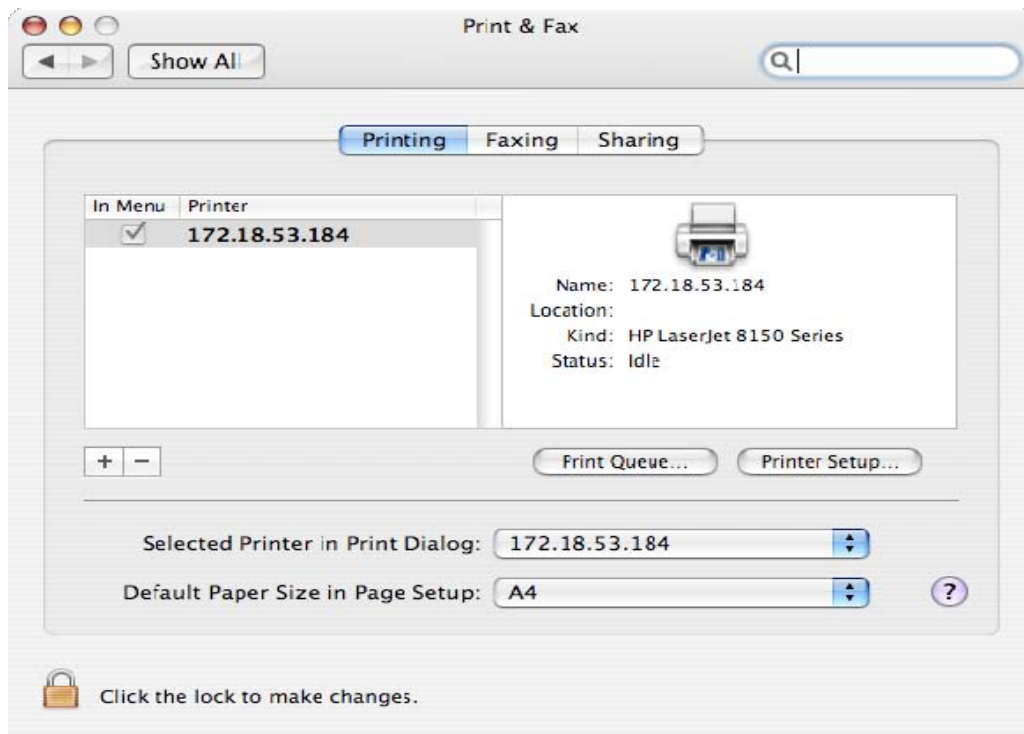 Print & Fax
Show All
Printing Faxing Sharing
In Menu Printer
172.18.53.184
Name: 172.18.53.184
Location:
Kind: HP LaserJet 8150 Series
Status: Idle
+ −
Print Queue... Printer Setup...
Selected Printer in Print Dialog: 172.18.53.184
Default Paper Size in Page Setup: A4
?
Click the lock to make changes.